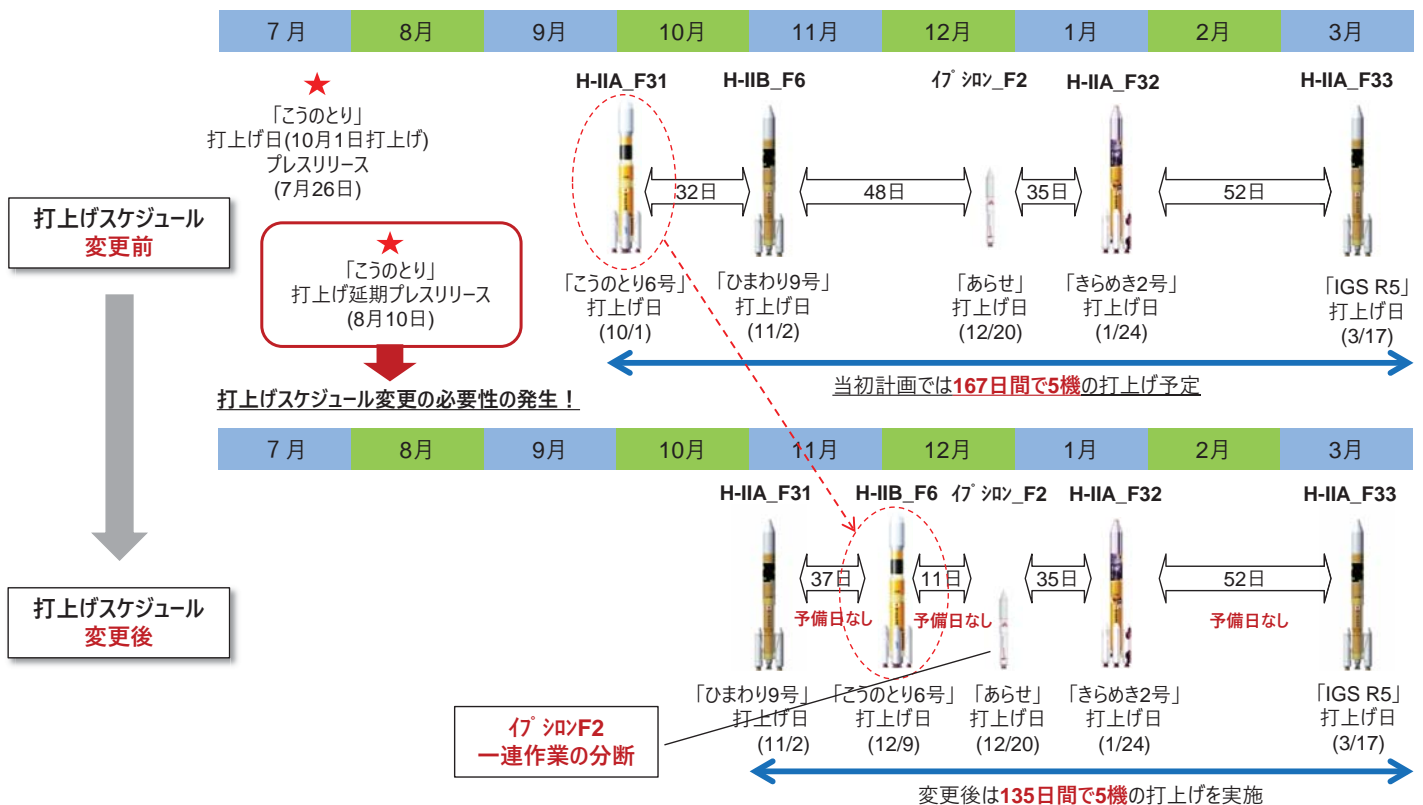 7 月 8月 9月 10月 11月 12月 1月 2月 3月
H-IIA_F31 H-IIB_F6 ｲﾌﾟｼﾛﾝ_F2 H-IIA_F32 H-IIA_F33
「こうのとり」
打上げ日(10月1日打上げ)
プレスリリース
(7月26日)
32日 48日 35日 52日
打上げスケジュール
変更前
「こうのとり」
打上げ延期プレスリリース
(8月10日)
「こうのとり6号」
打上げ日
(10/1)
「ひまわり9号」
打上げ日
(11/2)
「あらせ」
打上げ日
(12/20)
「きらめき2号」
打上げ日
(1/24)
「IGS R5」
打上げ日
(3/17)
当初計画では167日間で5機の打上げ予定
打上げスケジュール変更の必要性の発生！
7 月 8月 9月 10月 11月 12月 1月 2月 3月
H-IIA_F31 H-IIB_F6 ｲﾌﾟｼﾛﾝ_F2 H-IIA_F32 H-IIA_F33
37日 11日 35日 52日
予備日なし 予備日なし 予備日なし
打上げスケジュール
変更後
「ひまわり9号」
打上げ日
(11/2)
「こうのとり6号」
打上げ日
(12/9)
「あらせ」
打上げ日
(12/20)
「きらめき2号」
打上げ日
(1/24)
「IGS R5」
打上げ日
(3/17)
ｲﾌﾟｼﾛﾝF2
一連作業の分断
変更後は135日間で5機の打上げを実施